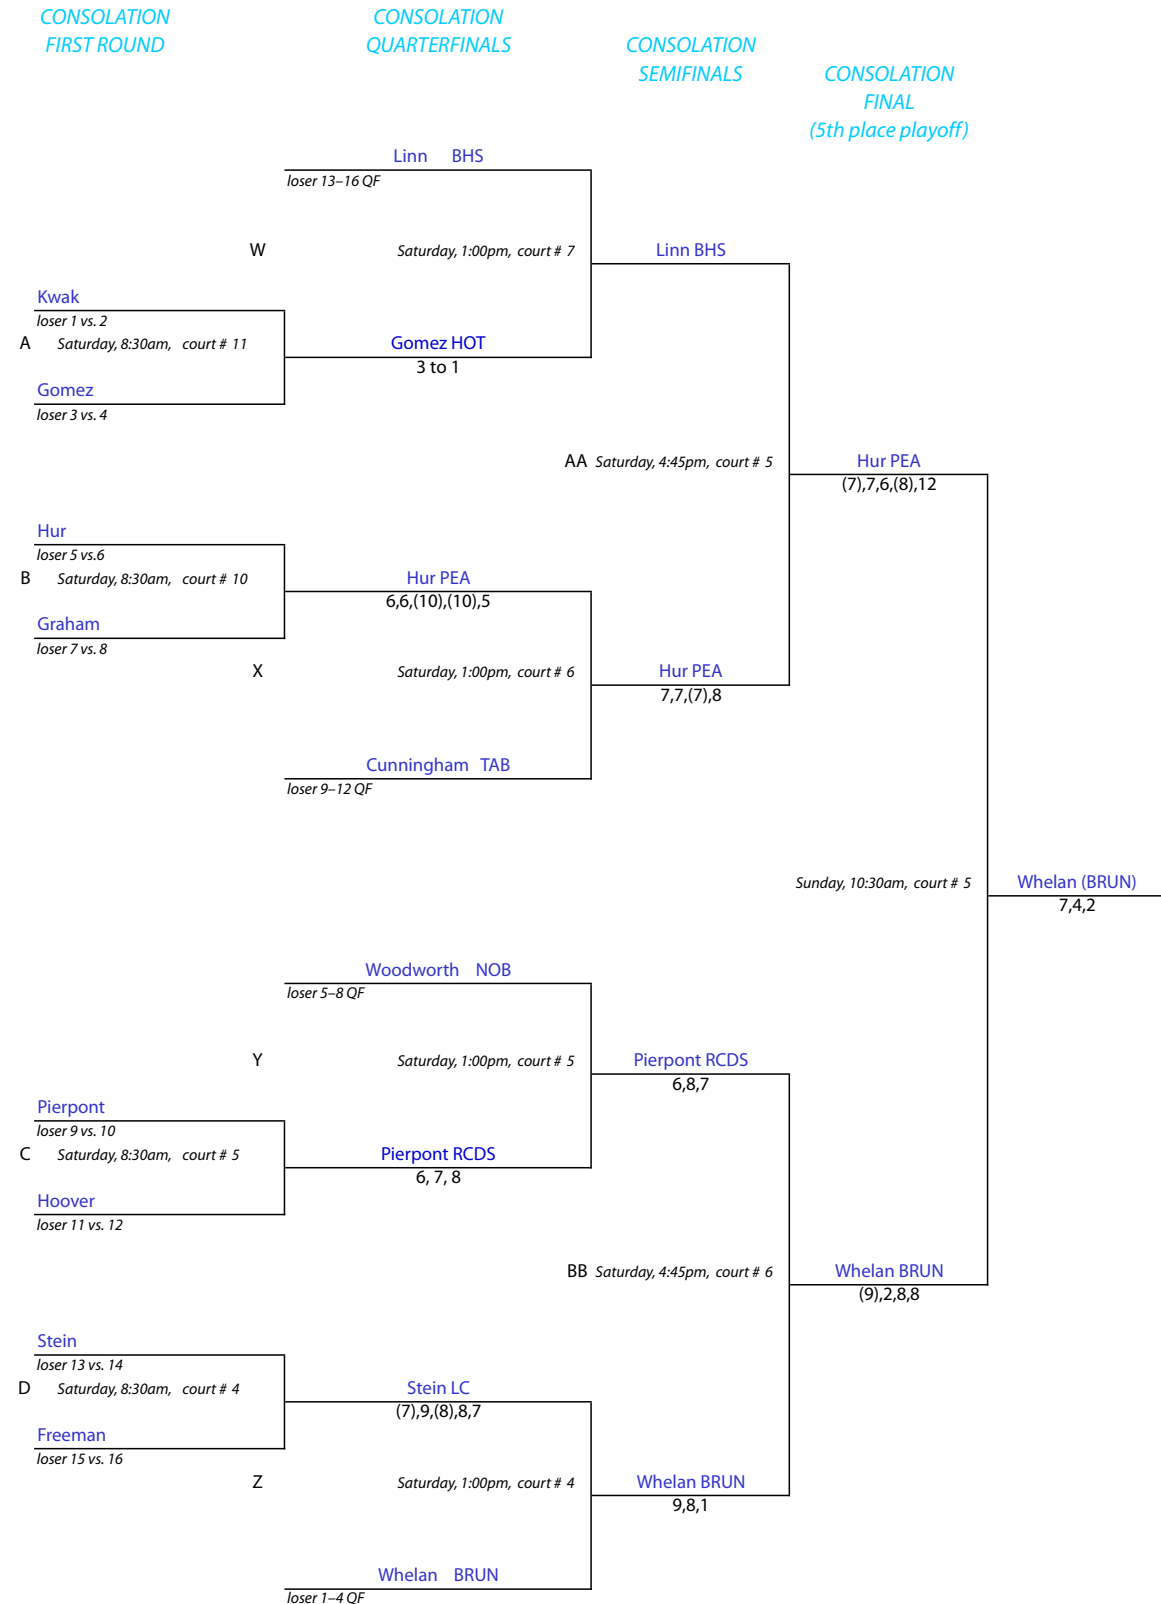 CONSOLATION
FIRST ROUND
CONSOLATION
QUARTERFINALS
CONSOLATION
SEMIFINALS
CONSOLATION
FINAL
(5th place playoff)
Linn BHS
loser 13–16 QF
W Saturday, 1:00pm, court # 7
Linn BHS
Kwak
loser 1 vs. 2
A Saturday, 8:30am, court # 11
Gomez HOT
3 to 1
Gomez
loser 3 vs. 4
AA Saturday, 4:45pm, court # 5
Hur PEA
(7),7,6,(8),12
Hur
loser 5 vs.6
B Saturday, 8:30am, court # 10
Hur PEA
6,6,(10),(10),5
Graham
loser 7 vs. 8
X Saturday, 1:00pm, court # 6
Hur PEA
7,7,(7),8
Cunningham TAB
loser 9–12 QF
Sunday, 10:30am, court # 5
Whelan (BRUN)
7,4,2
Woodworth NOB
loser 5–8 QF
Y Saturday, 1:00pm, court # 5
Pierpont RCDS
6,8,7
Pierpont
loser 9 vs. 10
C Saturday, 8:30am, court # 5
Pierpont RCDS
6, 7, 8
Hoover
loser 11 vs. 12
BB Saturday, 4:45pm, court # 6
Whelan BRUN
(9),2,8,8
Stein
loser 13 vs. 14
D Saturday, 8:30am, court # 4
Stein LC
(7),9,(8),8,7
Freeman
loser 15 vs. 16
Z Saturday, 1:00pm, court # 4
Whelan BRUN
9,8,1
Whelan BRUN
loser 1–4 QF